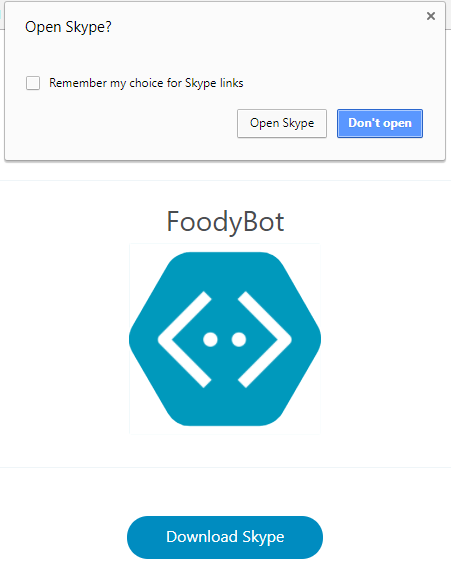 Open Skype?
Remember my choice for Skype links
Open Skype
Don't open
FoodyBot
Download Skype